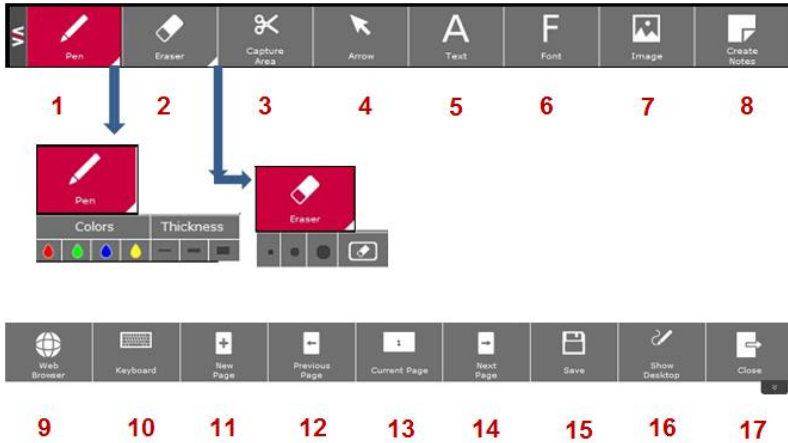 Pen
Eraser
Capture
Area
Arrow
A
Text
F
Font
Image
Create
Notes
1 2 3 4 5 6 7 8
Pen
Colors Thickness
Eraser
Web
Browser
Keyboard
New
Page
Previous
Page
1
Current Page
Next
Page
Save
Show
Desktop
Close
9 10 11 12 13 14 15 16 17